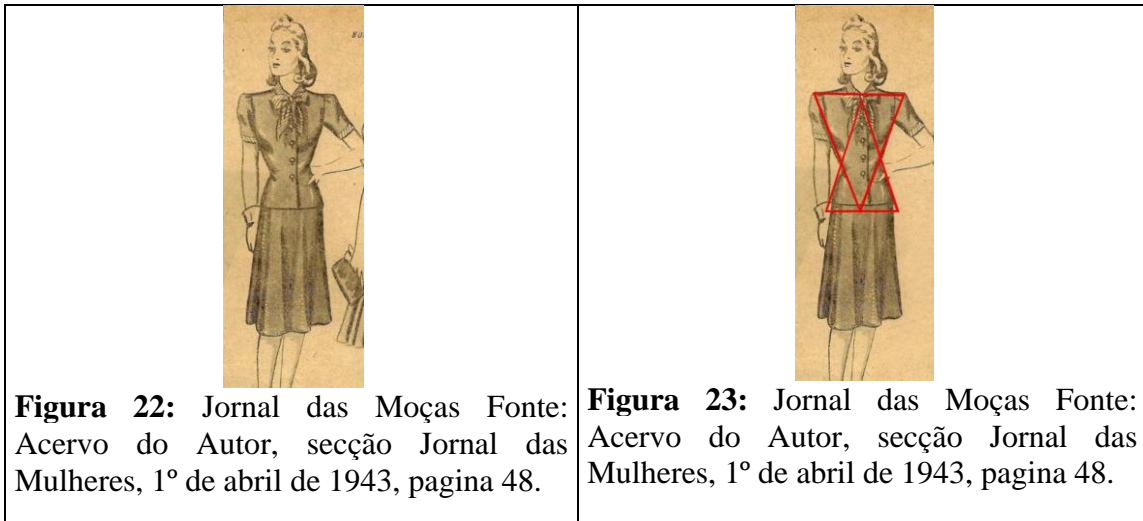 Figura 22: Jornal das Moças Fonte:
Acervo do Autor, secção Jornal das
Mulheres, 1º de abril de 1943, pagina 48.
Figura 23: Jornal das Moças Fonte:
Acervo do Autor, secção Jornal das
Mulheres, 1º de abril de 1943, pagina 48.